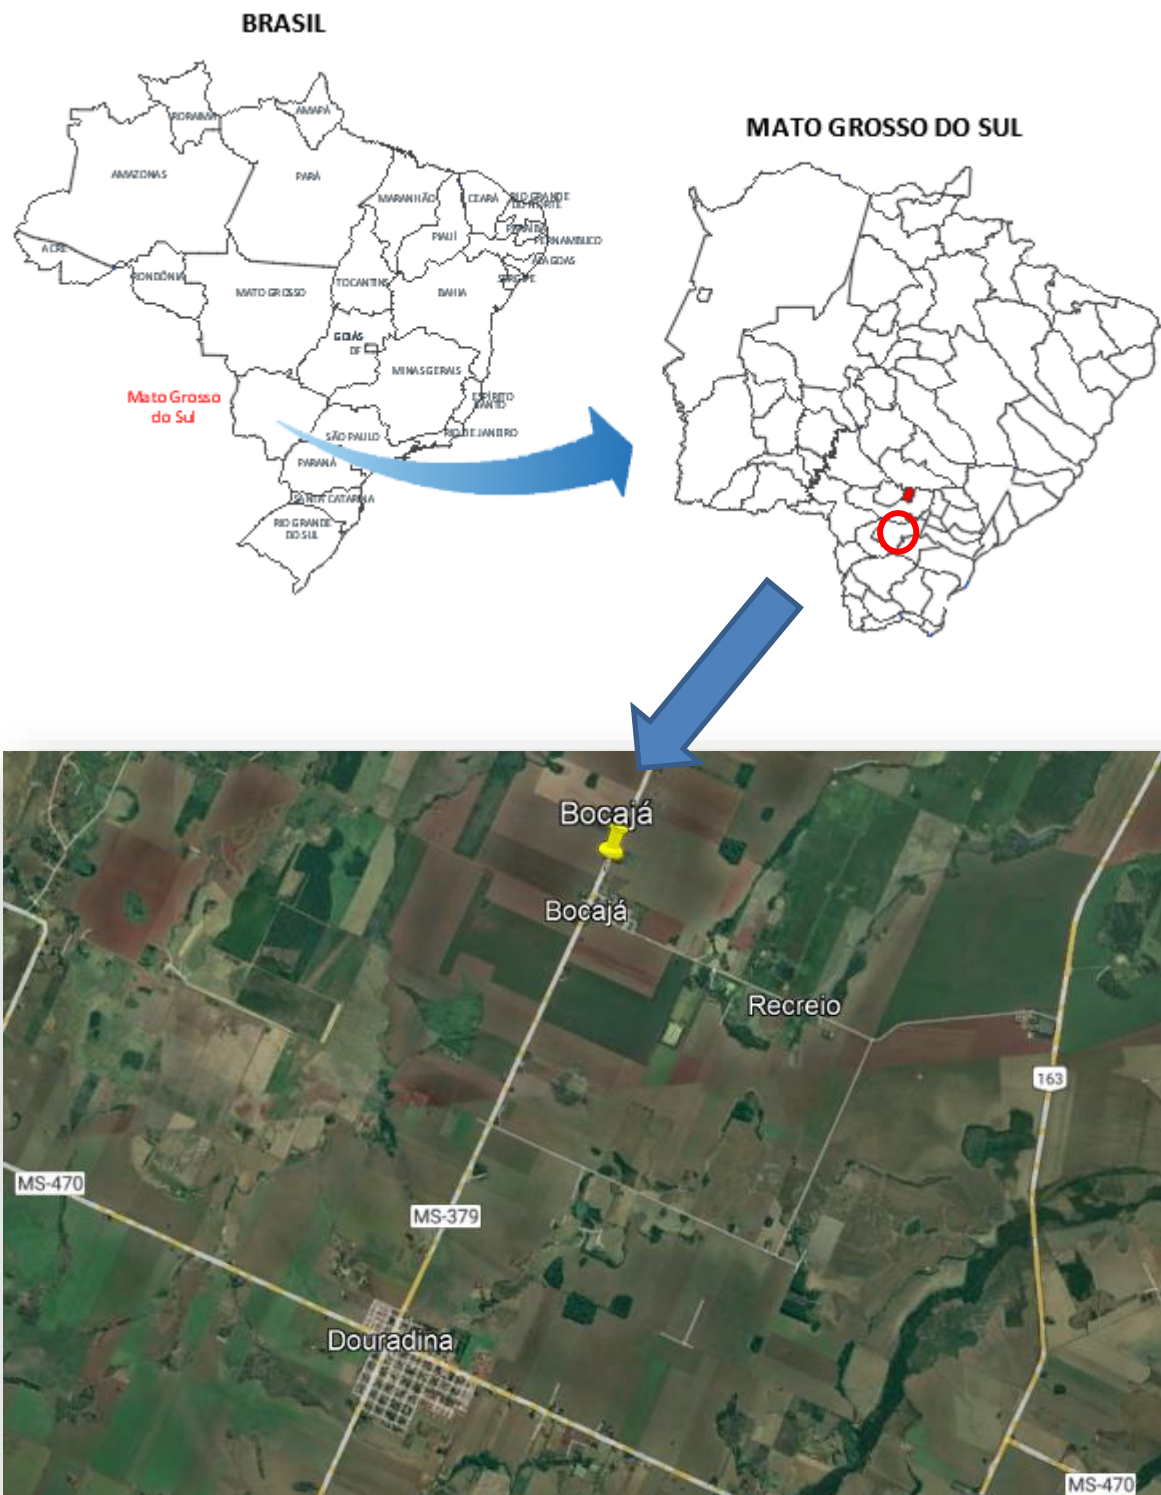 BRASIL
MATO GROSSO DO SUL
RORAIMA
AMAPÁ
AMAZONAS
PARÁ
MARANHÃO
CEARÁ
RIO GRANDE
DO NORTE
PARAÍBA
PIAUÍ
PERNAMBUCO
ACRE
ALAGOAS
RONDÔNIA
SERGIPE
TOCANTINS
MATO GROSSO
BAHIA
GOIÁS
DF
MINAS GERAIS
Mato Grosso
do Sul
ESPÍRITO
SANTO
SÃO PAULO
RIO DE JANEIRO
PARANÁ
SANTA CATARINA
RIO GRANDE
DO SUL
Bocajá
Bocajá
Recreio
163
MS-470
MS-379
Douradina
MS-470